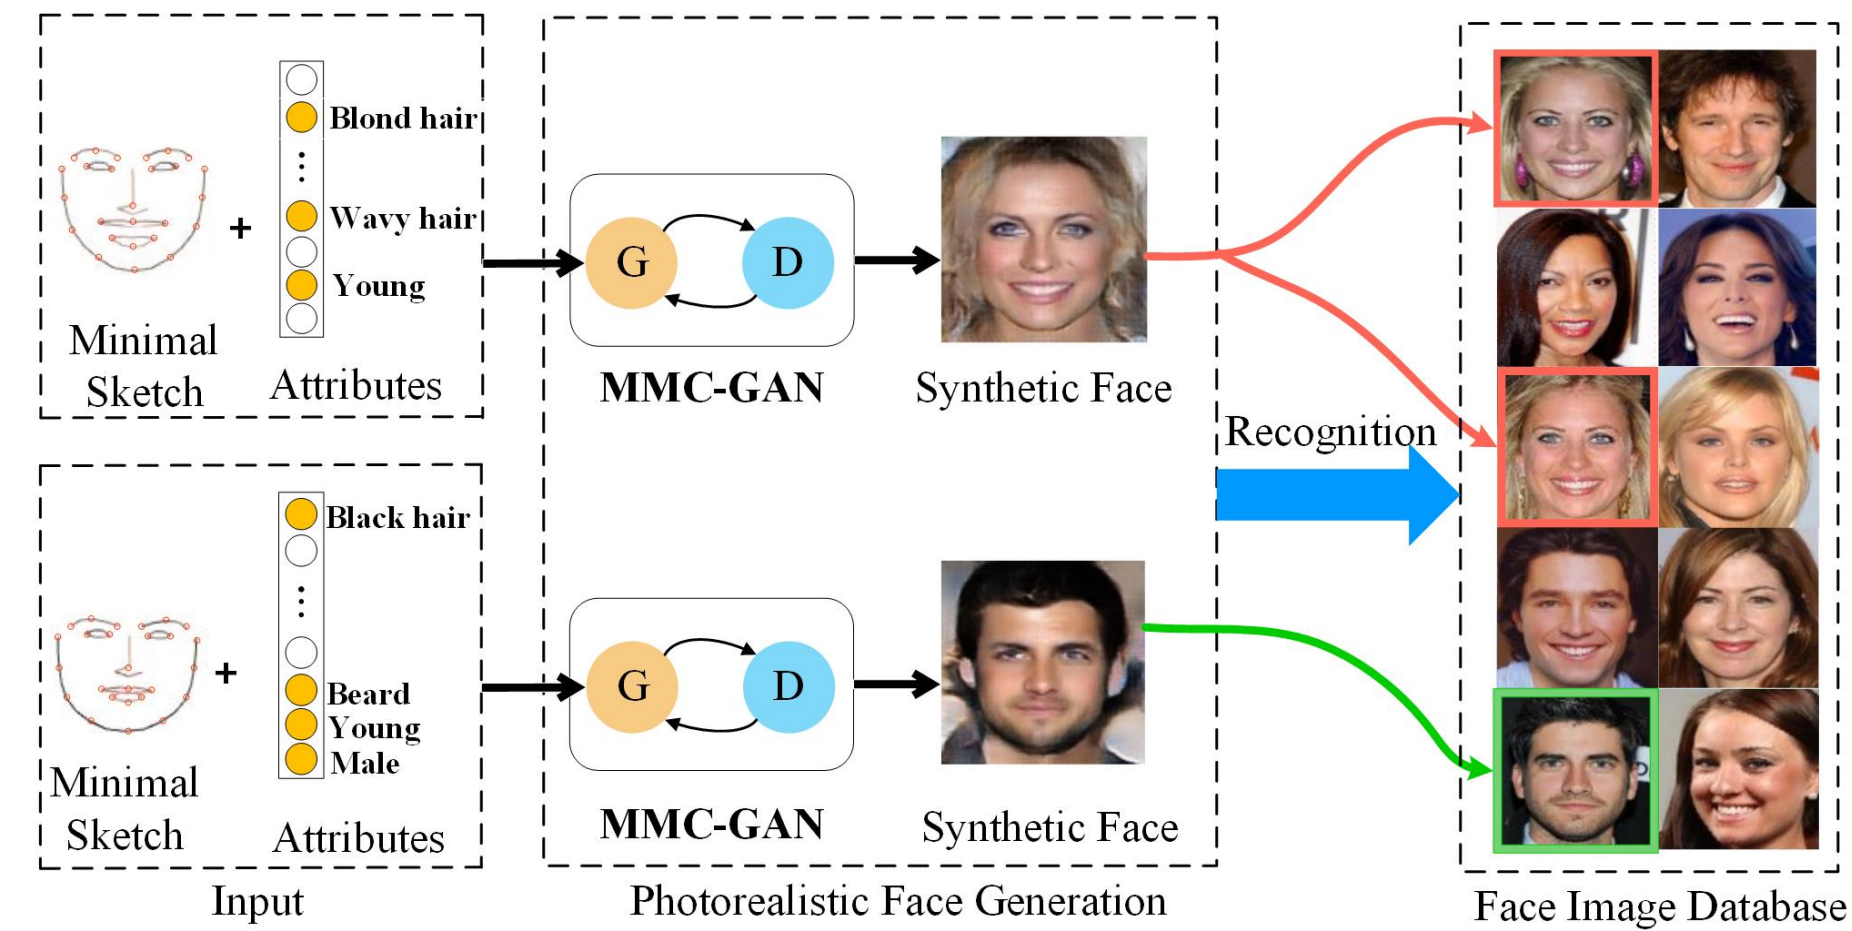 Blond hair
⋮
Wavy hair
+
Young
Minimal
Sketch
Attributes
G
D
MMC-GAN
Synthetic Face
Recognition
Black hair
⋮
+
Beard
Young
Male
Minimal
Sketch
Attributes
G
D
MMC-GAN
Synthetic Face
Input
Photorealistic Face Generation
Face Image Database